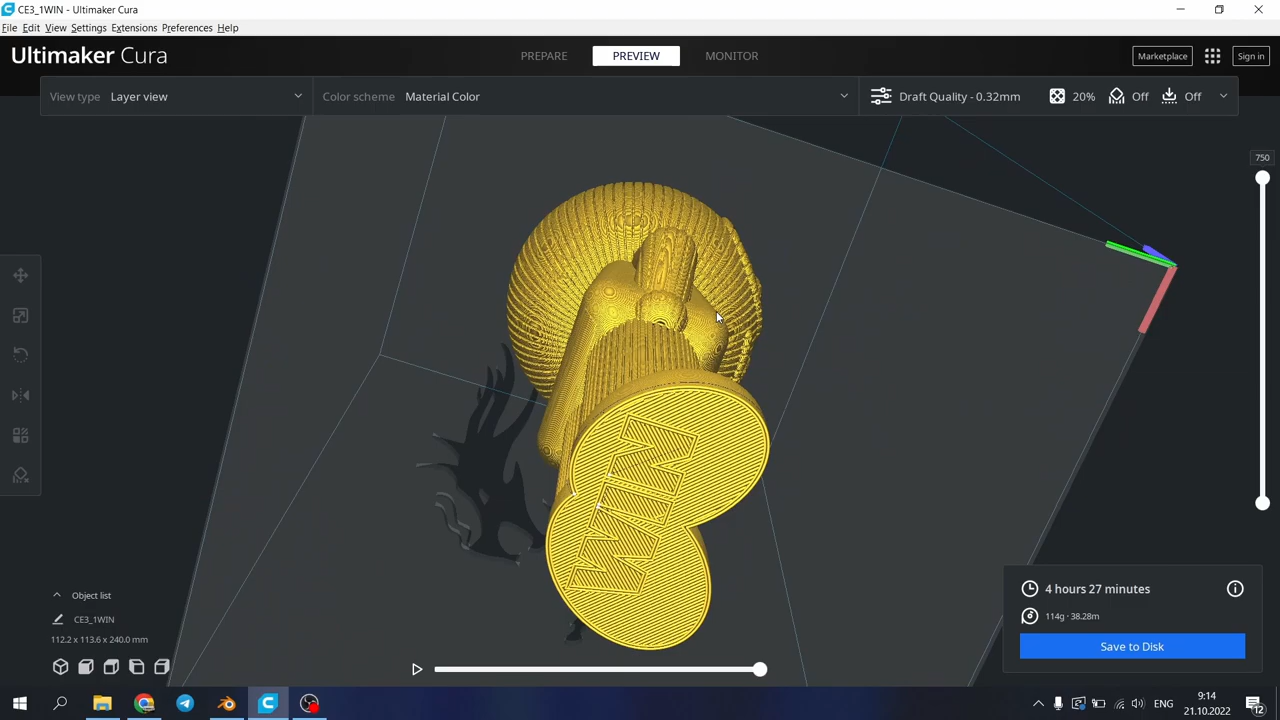 CE3_1WIN - Ultimaker Cura
File Edit View Settings Extensions Preferences Help
Ultimaker Cura
PREPARE
PREVIEW
MONITOR
Marketplace
Sign in
View type Layer view
Color scheme Material Color
Draft Quality - 0.32mm
20%
Off
Off
750
WIN
4 hours 27 minutes
114g · 38.28m
Save to Disk
Object list
CE3_1WIN
112.2 x 113.6 x 240.0 mm
ENG
9:14
21.10.2022
12